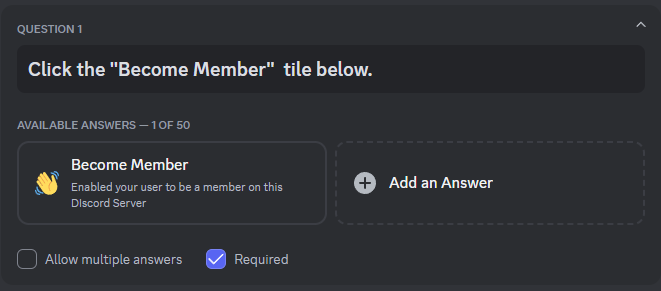 QUESTION 1
Click the "Become Member"  tile below.
AVAILABLE ANSWERS — 1 OF 50
Become Member
Enabled your user to be a member on this
DIscord Server
Add an Answer
Allow multiple answers
Required